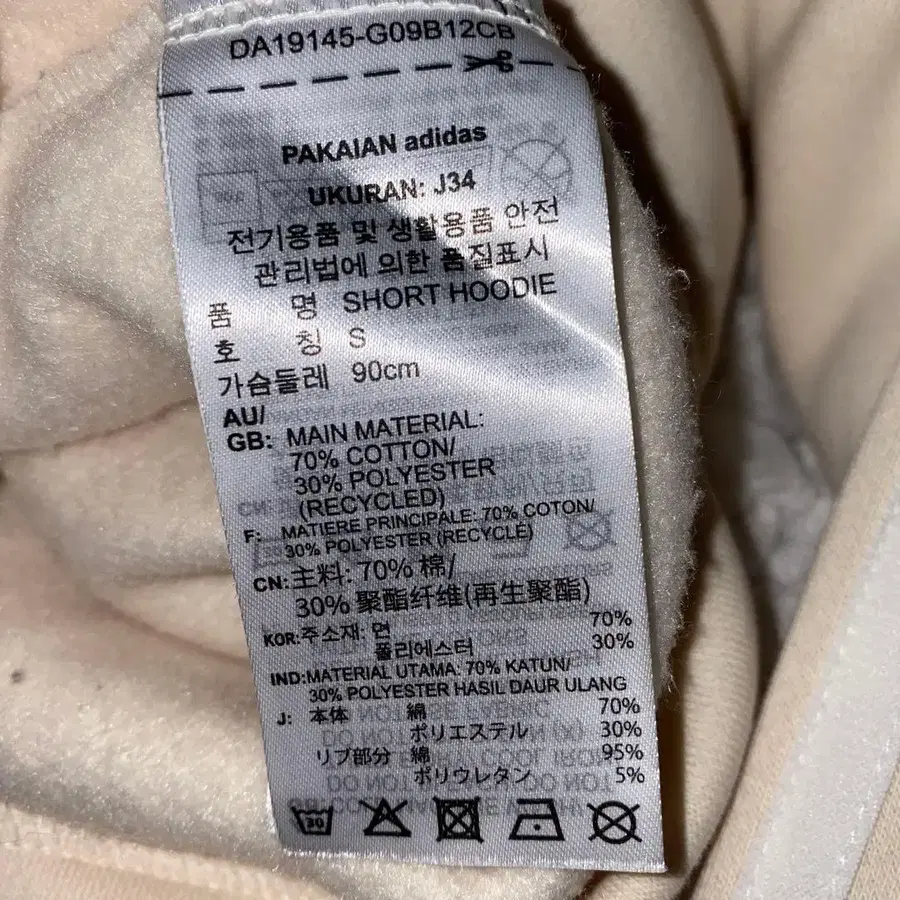 DA19145-G09B12CB
PAKAIAN adidas
UKURAN: J34
전기용품 및 생활용품 안전
관리법에 의한 품질표시
품 명 SHORT HOODIE
호 칭 S
가슴둘레 90cm
AU/
GB: MAIN MATERIAL:
70% COTTON/
30% POLYESTER
(RECYCLED)
F: MATIERE PRINCIPALE: 70% COTON/
30% POLYESTER (RECYCLÉ)
CN: 主料: 70% 棉/
30% 聚酯纤维(再生聚酯)
KOR: 주소재: 면 70%
폴리에스터 30%
IND: MATERIAL UTAMA: 70% KATUN/
30% POLYESTER HASIL DAUR ULANG
J: 本体 綿 70%
ポリエステル 30%
リブ部分 綿 95%
ポリウレタン 5%
30